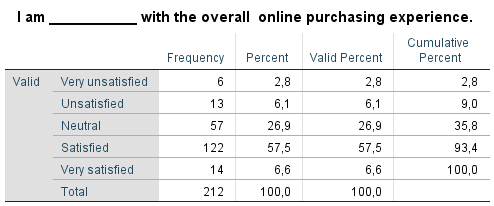 I am __________ with the overall online purchasing experience.
Frequency Percent Valid Percent Cumulative Percent
Valid Very unsatisfied 6 2,8 2,8 2,8
Unsatisfied 13 6,1 6,1 9,0
Neutral 57 26,9 26,9 35,8
Satisfied 122 57,5 57,5 93,4
Very satisfied 14 6,6 6,6 100,0
Total 212 100,0 100,0